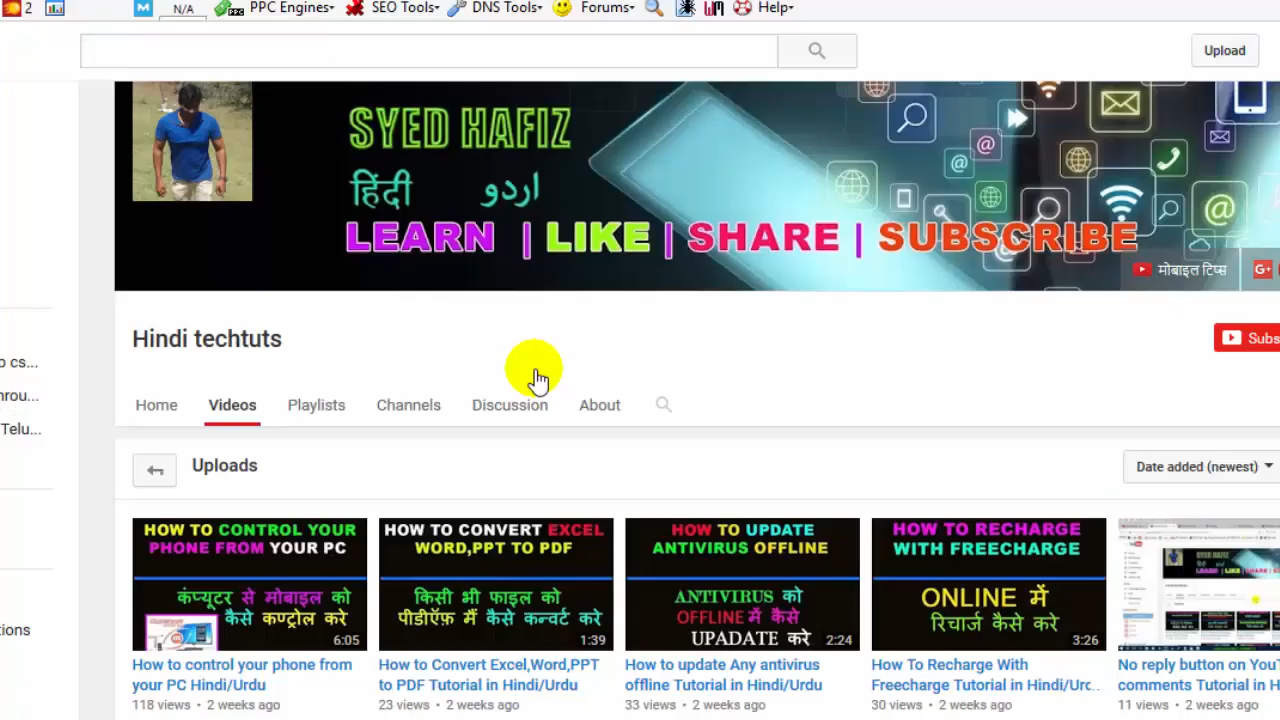 2 N/A PPC Engines SEO Tools DNS Tools Forums Help
Upload
SYED HAFIZ
हिंदी اردو
LEARN | LIKE | SHARE | SUBSCRIBE
मोबाइल टिप्स G+
Hindi techtuts
Subs
o cs...
hrou...
Telu...
Home Videos Playlists Channels Discussion About
Uploads
Date added (newest)
HOW TO CONTROL YOUR
PHONE FROM YOUR PC
कंप्यूटर से मोबाइल को
कैसे कण्ट्रोल करे
6:05
How to control your phone from
your PC Hindi/Urdu
118 views • 2 weeks ago
HOW TO CONVERT EXCEL
WORD,PPT TO PDF
किसी भी फाइल को
पीडीऍफ़ मैं कैसे कन्वर्ट करे
1:39
How to Convert Excel,Word,PPT
to PDF Tutorial in Hindi/Urdu
23 views • 2 weeks ago
HOW TO UPDATE
ANTIVIRUS OFFLINE
ANTIVIRUS को
OFFLINE में कैसे
UPADATE करे
2:24
How to update Any antivirus
offline Tutorial in Hindi/Urdu
33 views • 2 weeks ago
HOW TO RECHARGE
WITH FREECHARGE
ONLINE में
रिचार्ज कैसे करे
3:26
How To Recharge With
Freecharge Tutorial in Hindi/Urc..
30 views • 2 weeks ago
No reply button on YouT
comments Tutorial in H
11 views • 2 weeks ago
tions